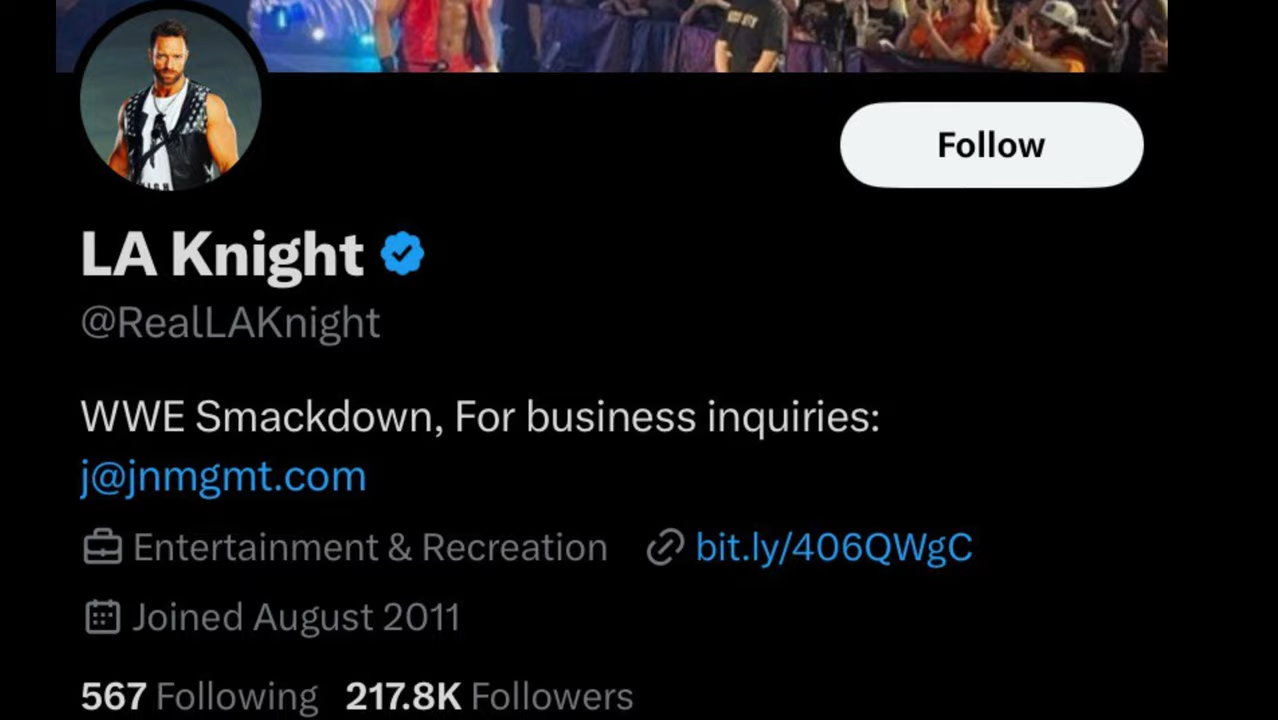 Follow
LA Knight
@RealLAKnight
WWE Smackdown, For business inquiries:
j@jnmgmt.com
Entertainment & Recreation bit.ly/406QWgC
Joined August 2011
567 Following 217.8K Followers